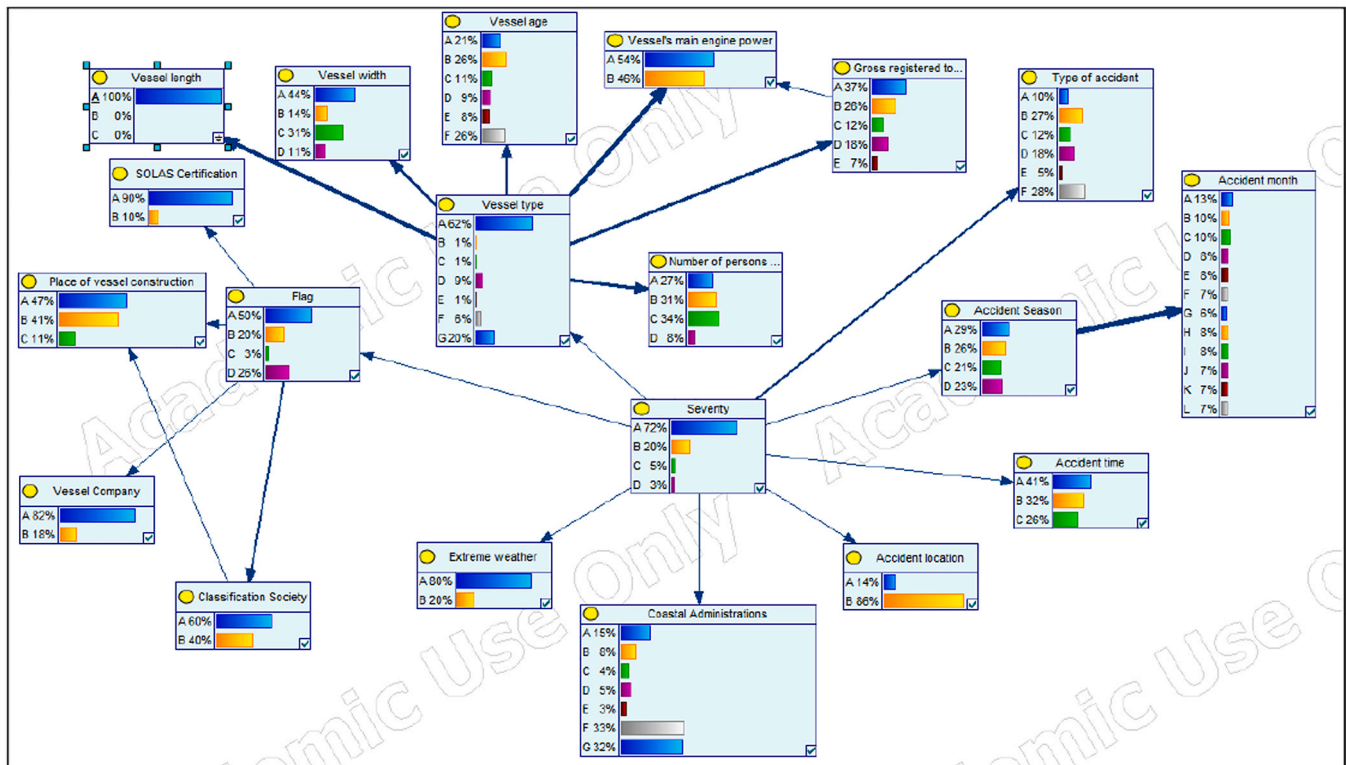 Vessel length
A 100%
B 0%
C 0%
Vessel width
A 44%
B 14%
C 31%
D 11%
Vessel age
A 21%
B 26%
C 11%
D 9%
E 8%
F 26%
Vessel's main engine power
A 54%
B 46%
Gross registered to...
A 37%
B 26%
C 12%
D 18%
E 7%
Type of accident
A 10%
B 27%
C 12%
D 18%
E 5%
F 28%
Accident month
A 13%
B 10%
C 10%
D 8%
E 8%
F 7%
G 6%
H 8%
I 8%
J 7%
K 7%
L 7%
SOLAS Certification
A 90%
B 10%
Vessel type
A 62%
B 1%
C 1%
D 9%
E 1%
F 6%
G 20%
Number of persons ...
A 27%
B 31%
C 34%
D 8%
Place of vessel construction
A 47%
B 41%
C 11%
Flag
A 50%
B 20%
C 3%
D 26%
Accident Season
A 29%
B 26%
C 21%
D 23%
Severity
A 72%
B 20%
C 5%
D 3%
Accident time
A 41%
B 32%
C 26%
Vessel Company
A 82%
B 18%
Extreme weather
A 80%
B 20%
Accident location
A 14%
B 86%
Classification Society
A 60%
B 40%
Coastal Administrations
A 15%
B 8%
C 4%
D 5%
E 3%
F 33%
G 32%
Academic Use Only
Academic Use Only